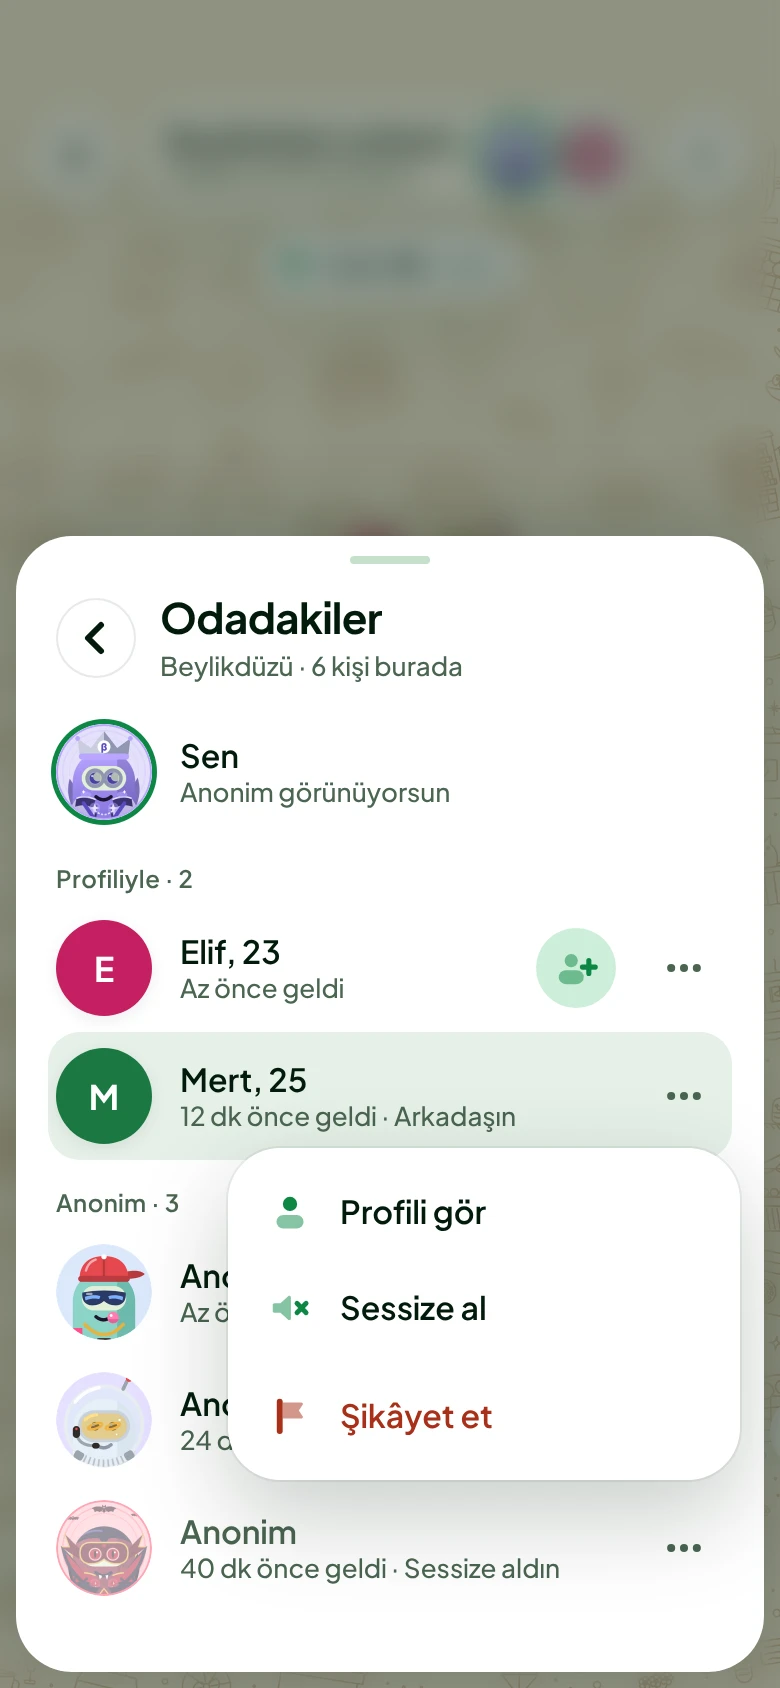 Odadakiler
Beylikdüzü · 6 kişi burada
β
Sen
Anonim görünüyorsun
Profiliyle · 2
E
Elif, 23
Az önce geldi
M
Mert, 25
12 dk önce geldi · Arkadaşın
Anonim · 3
Profili gör
Sessize al
Şikâyet et
Anonim
40 dk önce geldi · Sessize aldın